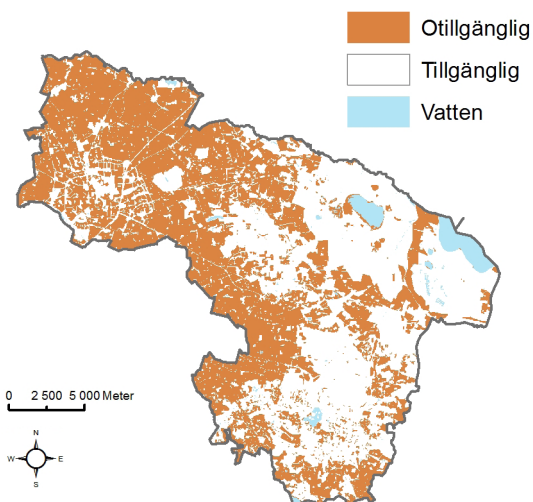 Otillgänglig
Tillgänglig
Vatten
0 2 500 5 000 Meter
N
W E
S